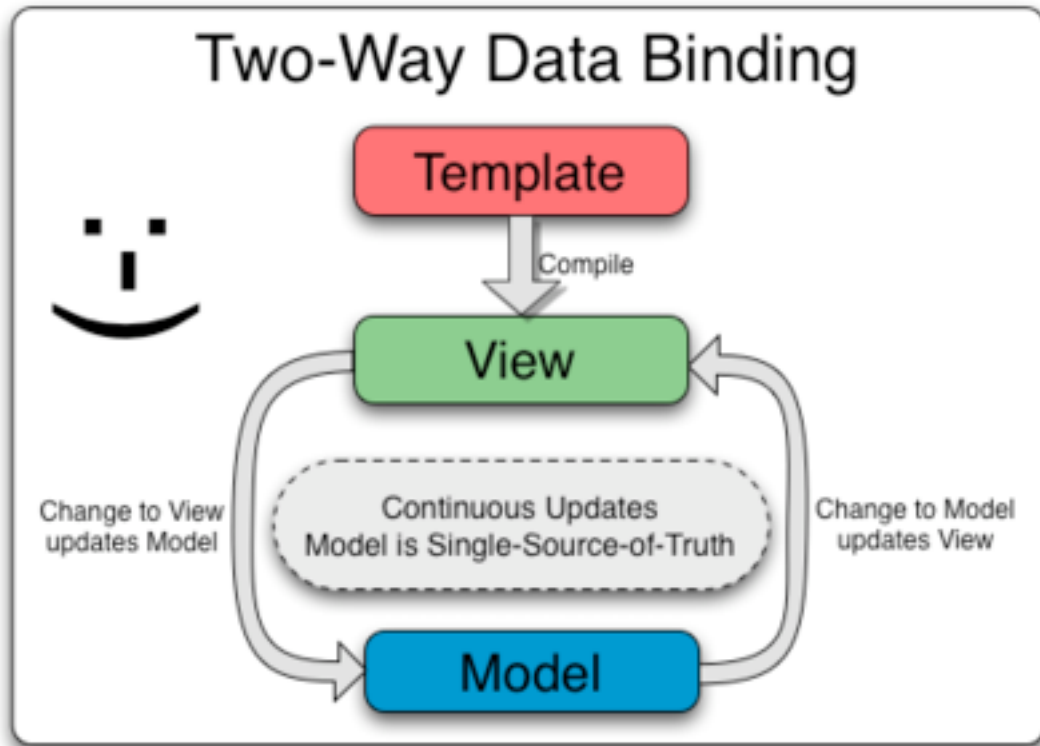 Two-Way Data Binding
Template
Compile
View
Change to View
updates Model
Continuous Updates
Model is Single-Source-of-Truth
Change to Model
updates View
Model